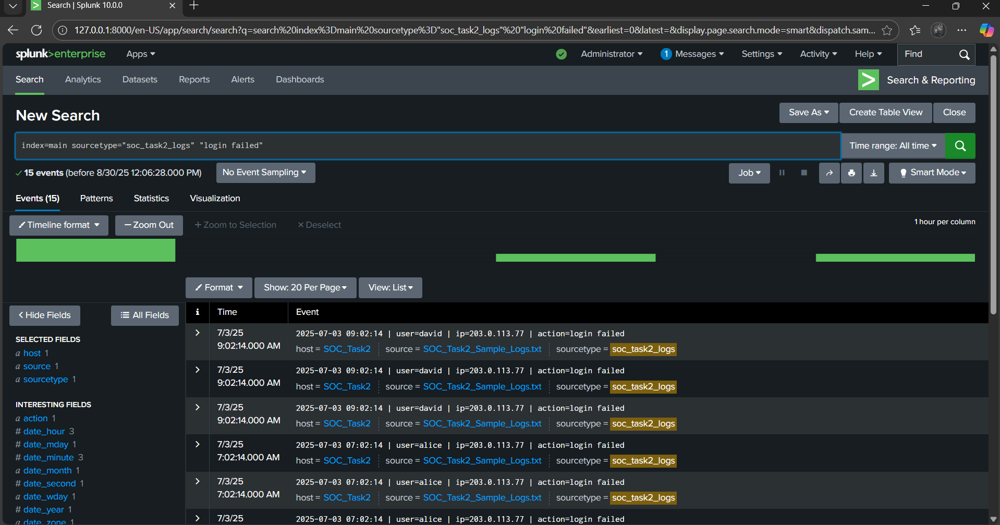 Search | Splunk 10.0.0
127.0.0.1:8000/en-US/app/search/search?q=search%20index%3Dmain%20sourcetype%3D"soc_task2_logs"%20"login%20failed"&earliest=0&latest=&display.page.search.mode=smart&dispatch.sam...
splunk>enterprise Apps Administrator 1 Messages Settings Activity Help Find
Search Analytics Datasets Reports Alerts Dashboards > Search & Reporting
New Search Save As Create Table View Close
index=main sourcetype="soc_task2_logs" "login failed" Time range: All time
15 events (before 8/30/25 12:06:28.000 PM) No Event Sampling Job Smart Mode
Events (15) Patterns Statistics Visualization
Timeline format — Zoom Out + Zoom to Selection × Deselect 1 hour per column
Format Show: 20 Per Page View: List
< Hide Fields All Fields
i Time Event
SELECTED FIELDS
a host 1
a source 1
a sourcetype 1
INTERESTING FIELDS
a action 1
# date_hour 3
# date_mday 1
# date_minute 3
a date_month 1
# date_second 1
a date_wday 1
# date_year 1
a date_zone 1
> 7/3/25 2025-07-03 09:02:14 | user=david | ip=203.0.113.77 | action=login failed
9:02:14.000 AM host = SOC_Task2 source = SOC_Task2_Sample_Logs.txt sourcetype = soc_task2_logs
> 7/3/25 2025-07-03 09:02:14 | user=david | ip=203.0.113.77 | action=login failed
9:02:14.000 AM host = SOC_Task2 source = SOC_Task2_Sample_Logs.txt sourcetype = soc_task2_logs
> 7/3/25 2025-07-03 09:02:14 | user=david | ip=203.0.113.77 | action=login failed
9:02:14.000 AM host = SOC_Task2 source = SOC_Task2_Sample_Logs.txt sourcetype = soc_task2_logs
> 7/3/25 2025-07-03 07:02:14 | user=alice | ip=203.0.113.77 | action=login failed
7:02:14.000 AM host = SOC_Task2 source = SOC_Task2_Sample_Logs.txt sourcetype = soc_task2_logs
> 7/3/25 2025-07-03 07:02:14 | user=alice | ip=203.0.113.77 | action=login failed
7:02:14.000 AM host = SOC_Task2 source = SOC_Task2_Sample_Logs.txt sourcetype = soc_task2_logs
> 7/3/25 2025-07-03 07:02:14 | user=alice | ip=203.0.113.77 | action=login failed